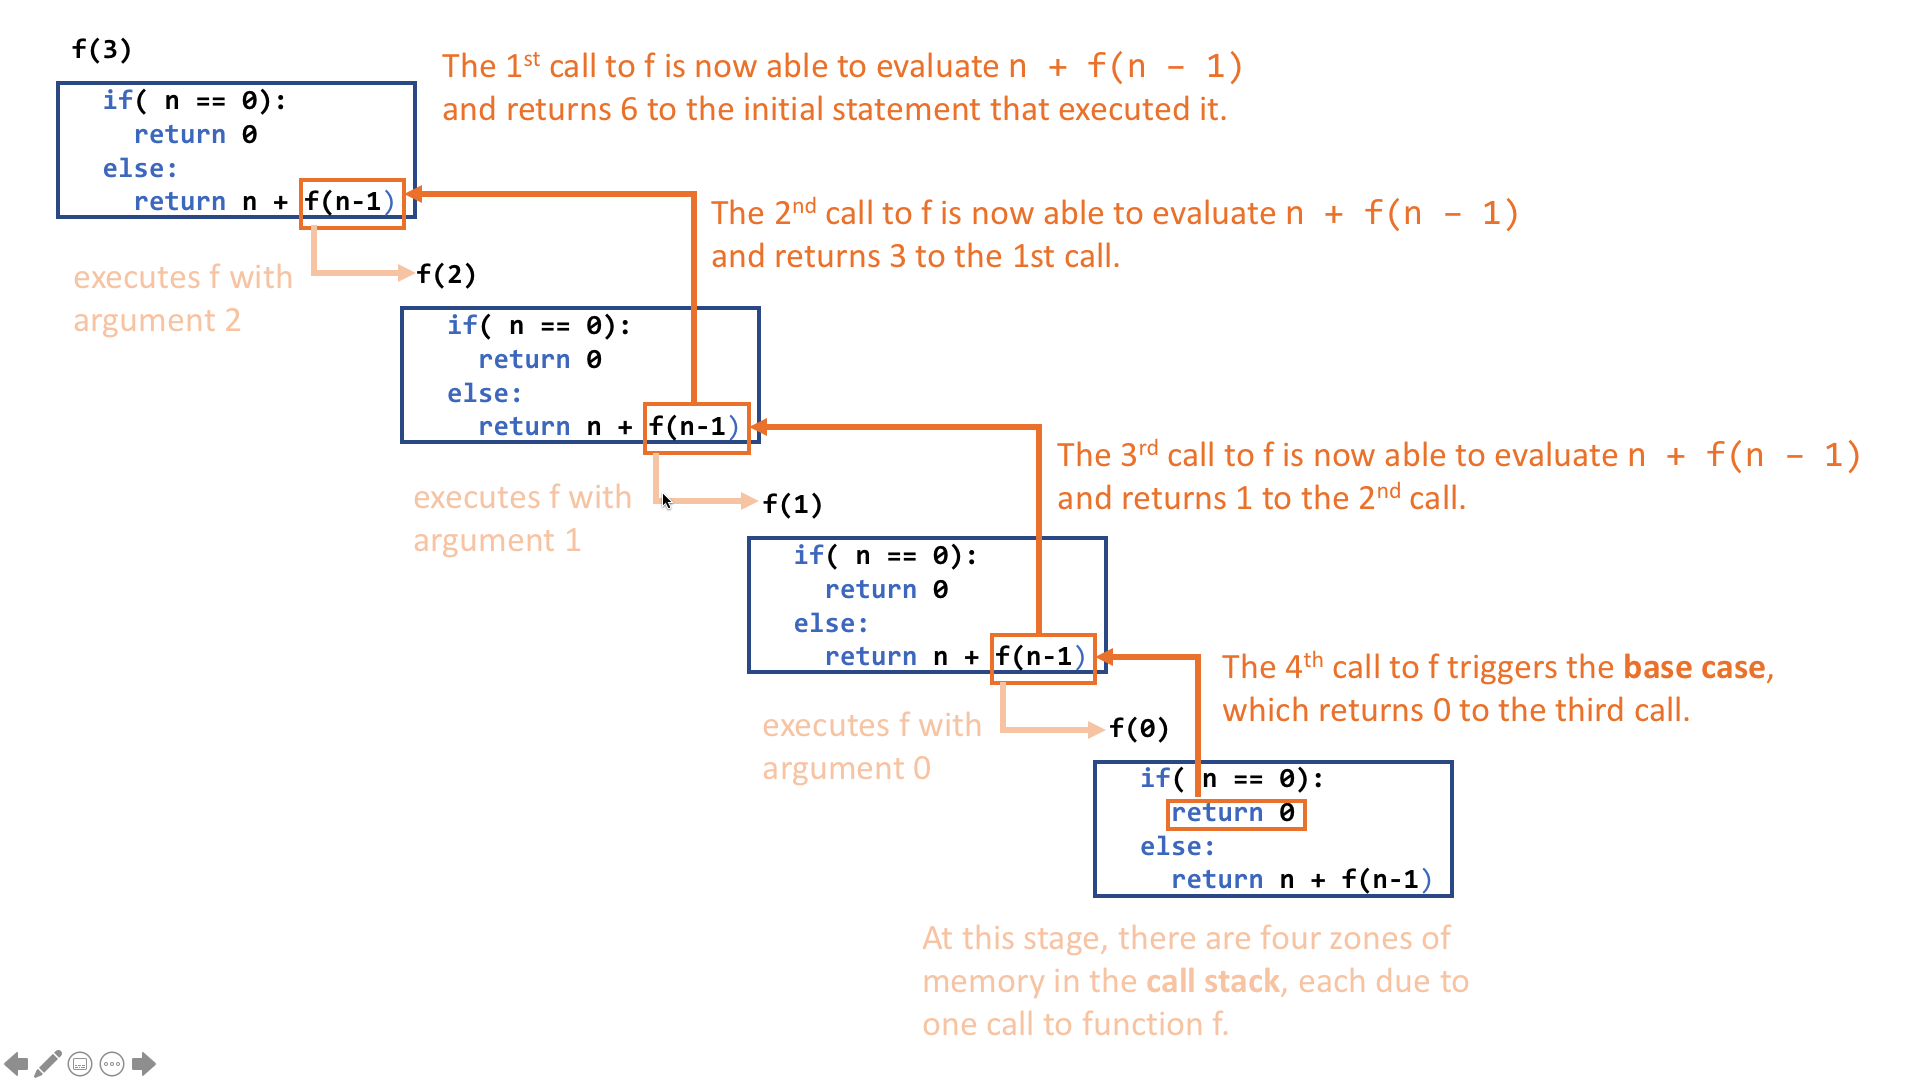 f(3)
The 1st call to f is now able to evaluate n + f(n − 1)
and returns 6 to the initial statement that executed it.
if( n == 0):
return 0
else:
return n + f(n-1)
The 2nd call to f is now able to evaluate n + f(n − 1)
and returns 3 to the 1st call.
executes f with
argument 2
f(2)
if( n == 0):
return 0
else:
return n + f(n-1)
The 3rd call to f is now able to evaluate n + f(n − 1)
and returns 1 to the 2nd call.
executes f with
argument 1
f(1)
if( n == 0):
return 0
else:
return n + f(n-1)
The 4th call to f triggers the base case,
which returns 0 to the third call.
executes f with
argument 0
f(0)
if( n == 0):
return 0
else:
return n + f(n-1)
At this stage, there are four zones of
memory in the call stack, each due to
one call to function f.